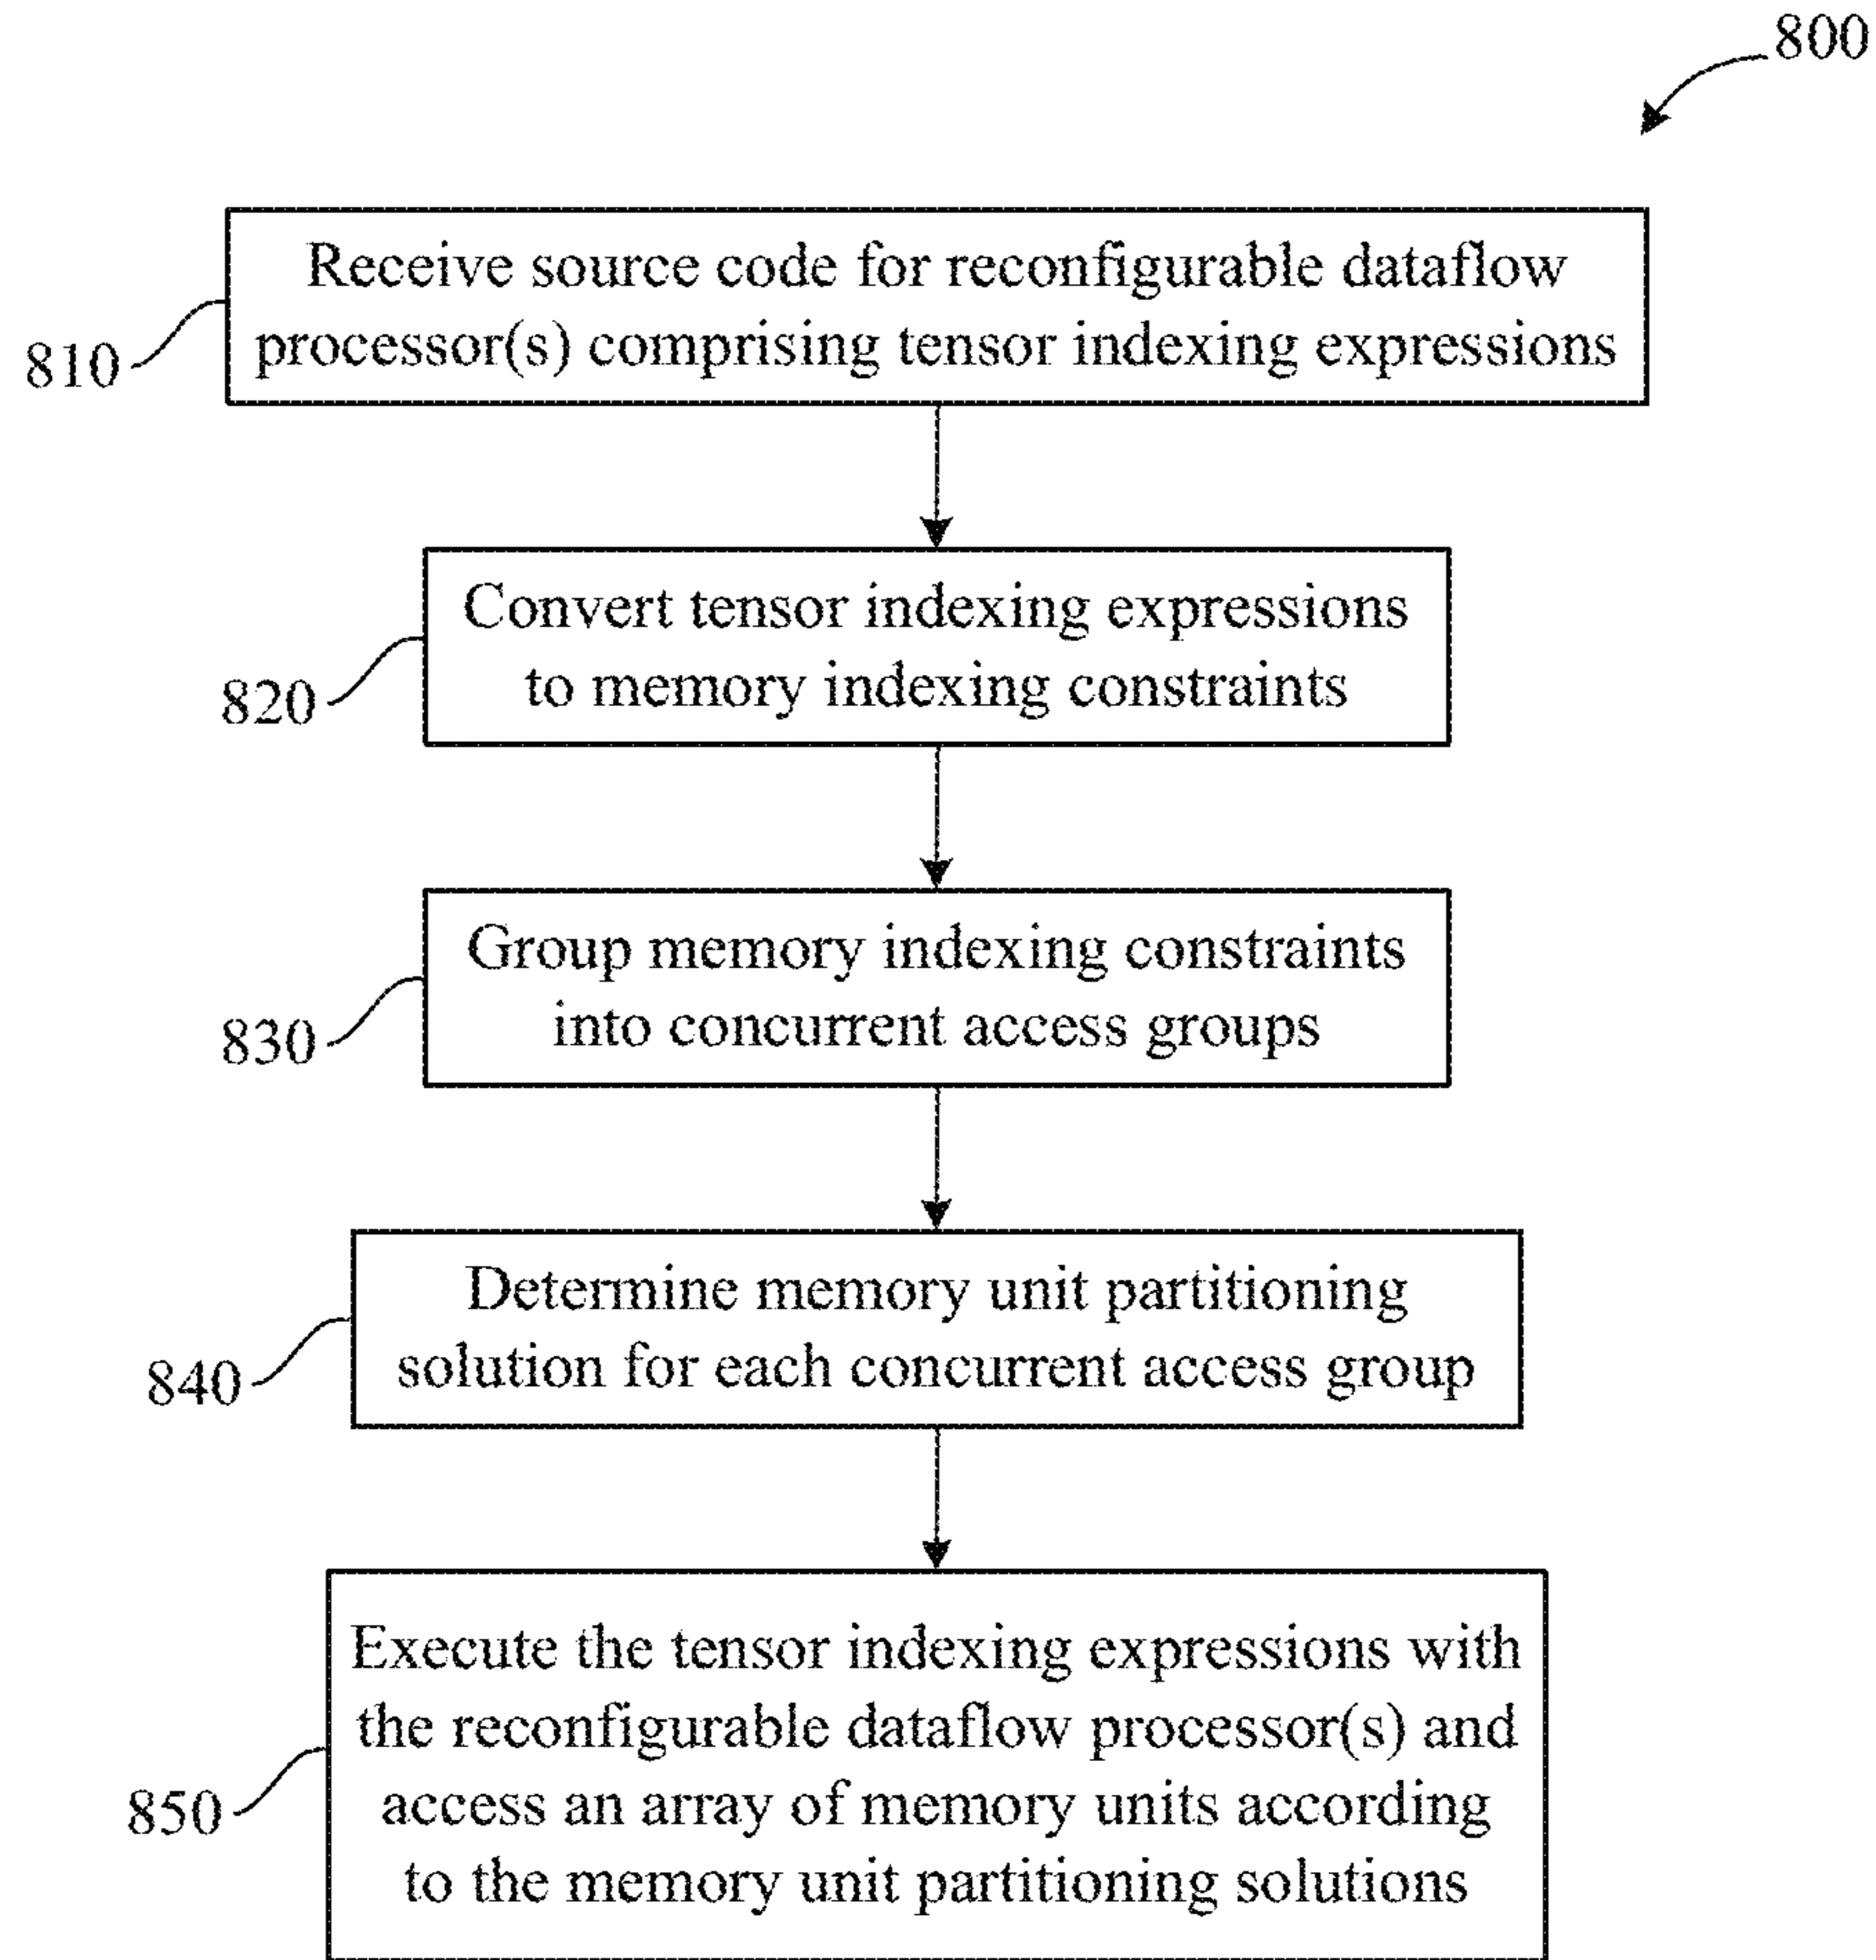 800
Receive source code for reconfigurable dataflow
processor(s) comprising tensor indexing expressions
810
Convert tensor indexing expressions
to memory indexing constraints
820
Group memory indexing constraints
into concurrent access groups
830
Determine memory unit partitioning
solution for each concurrent access group
840
Execute the tensor indexing expressions with
the reconfigurable dataflow processor(s) and
access an array of memory units according
to the memory unit partitioning solutions
850